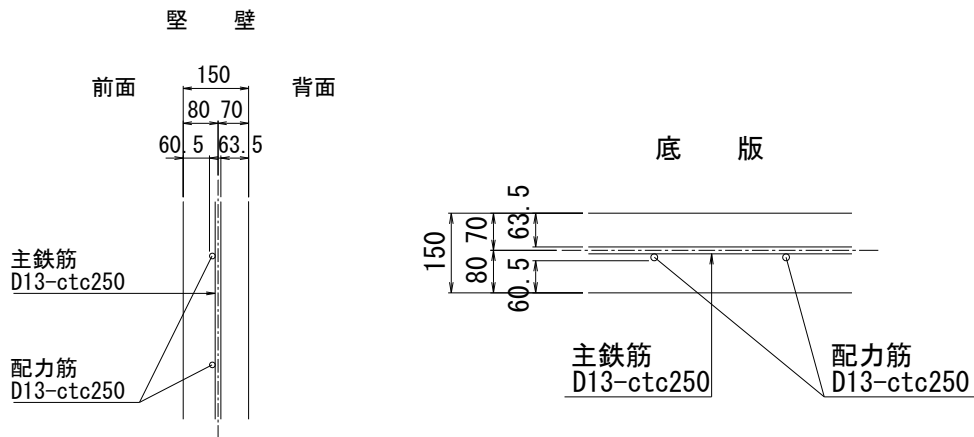 堅 壁
前面
150
背面
80 70
60.5 63.5
主鉄筋
D13-ctc250
配力筋
D13-ctc250
底 版
150
70
80
63.5
60.5
主鉄筋
D13-ctc250
配力筋
D13-ctc250